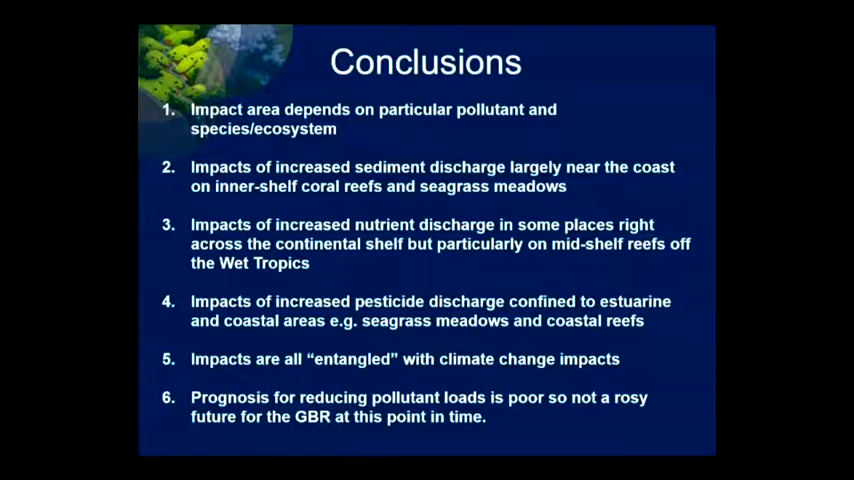 Conclusions
1. Impact area depends on particular pollutant and
species/ecosystem
2. Impacts of increased sediment discharge largely near the coast
on inner-shelf coral reefs and seagrass meadows
3. Impacts of increased nutrient discharge in some places right
across the continental shelf but particularly on mid-shelf reefs off
the Wet Tropics
4. Impacts of increased pesticide discharge confined to estuarine
and coastal areas e.g. seagrass meadows and coastal reefs
5. Impacts are all “entangled” with climate change impacts
6. Prognosis for reducing pollutant loads is poor so not a rosy
future for the GBR at this point in time.